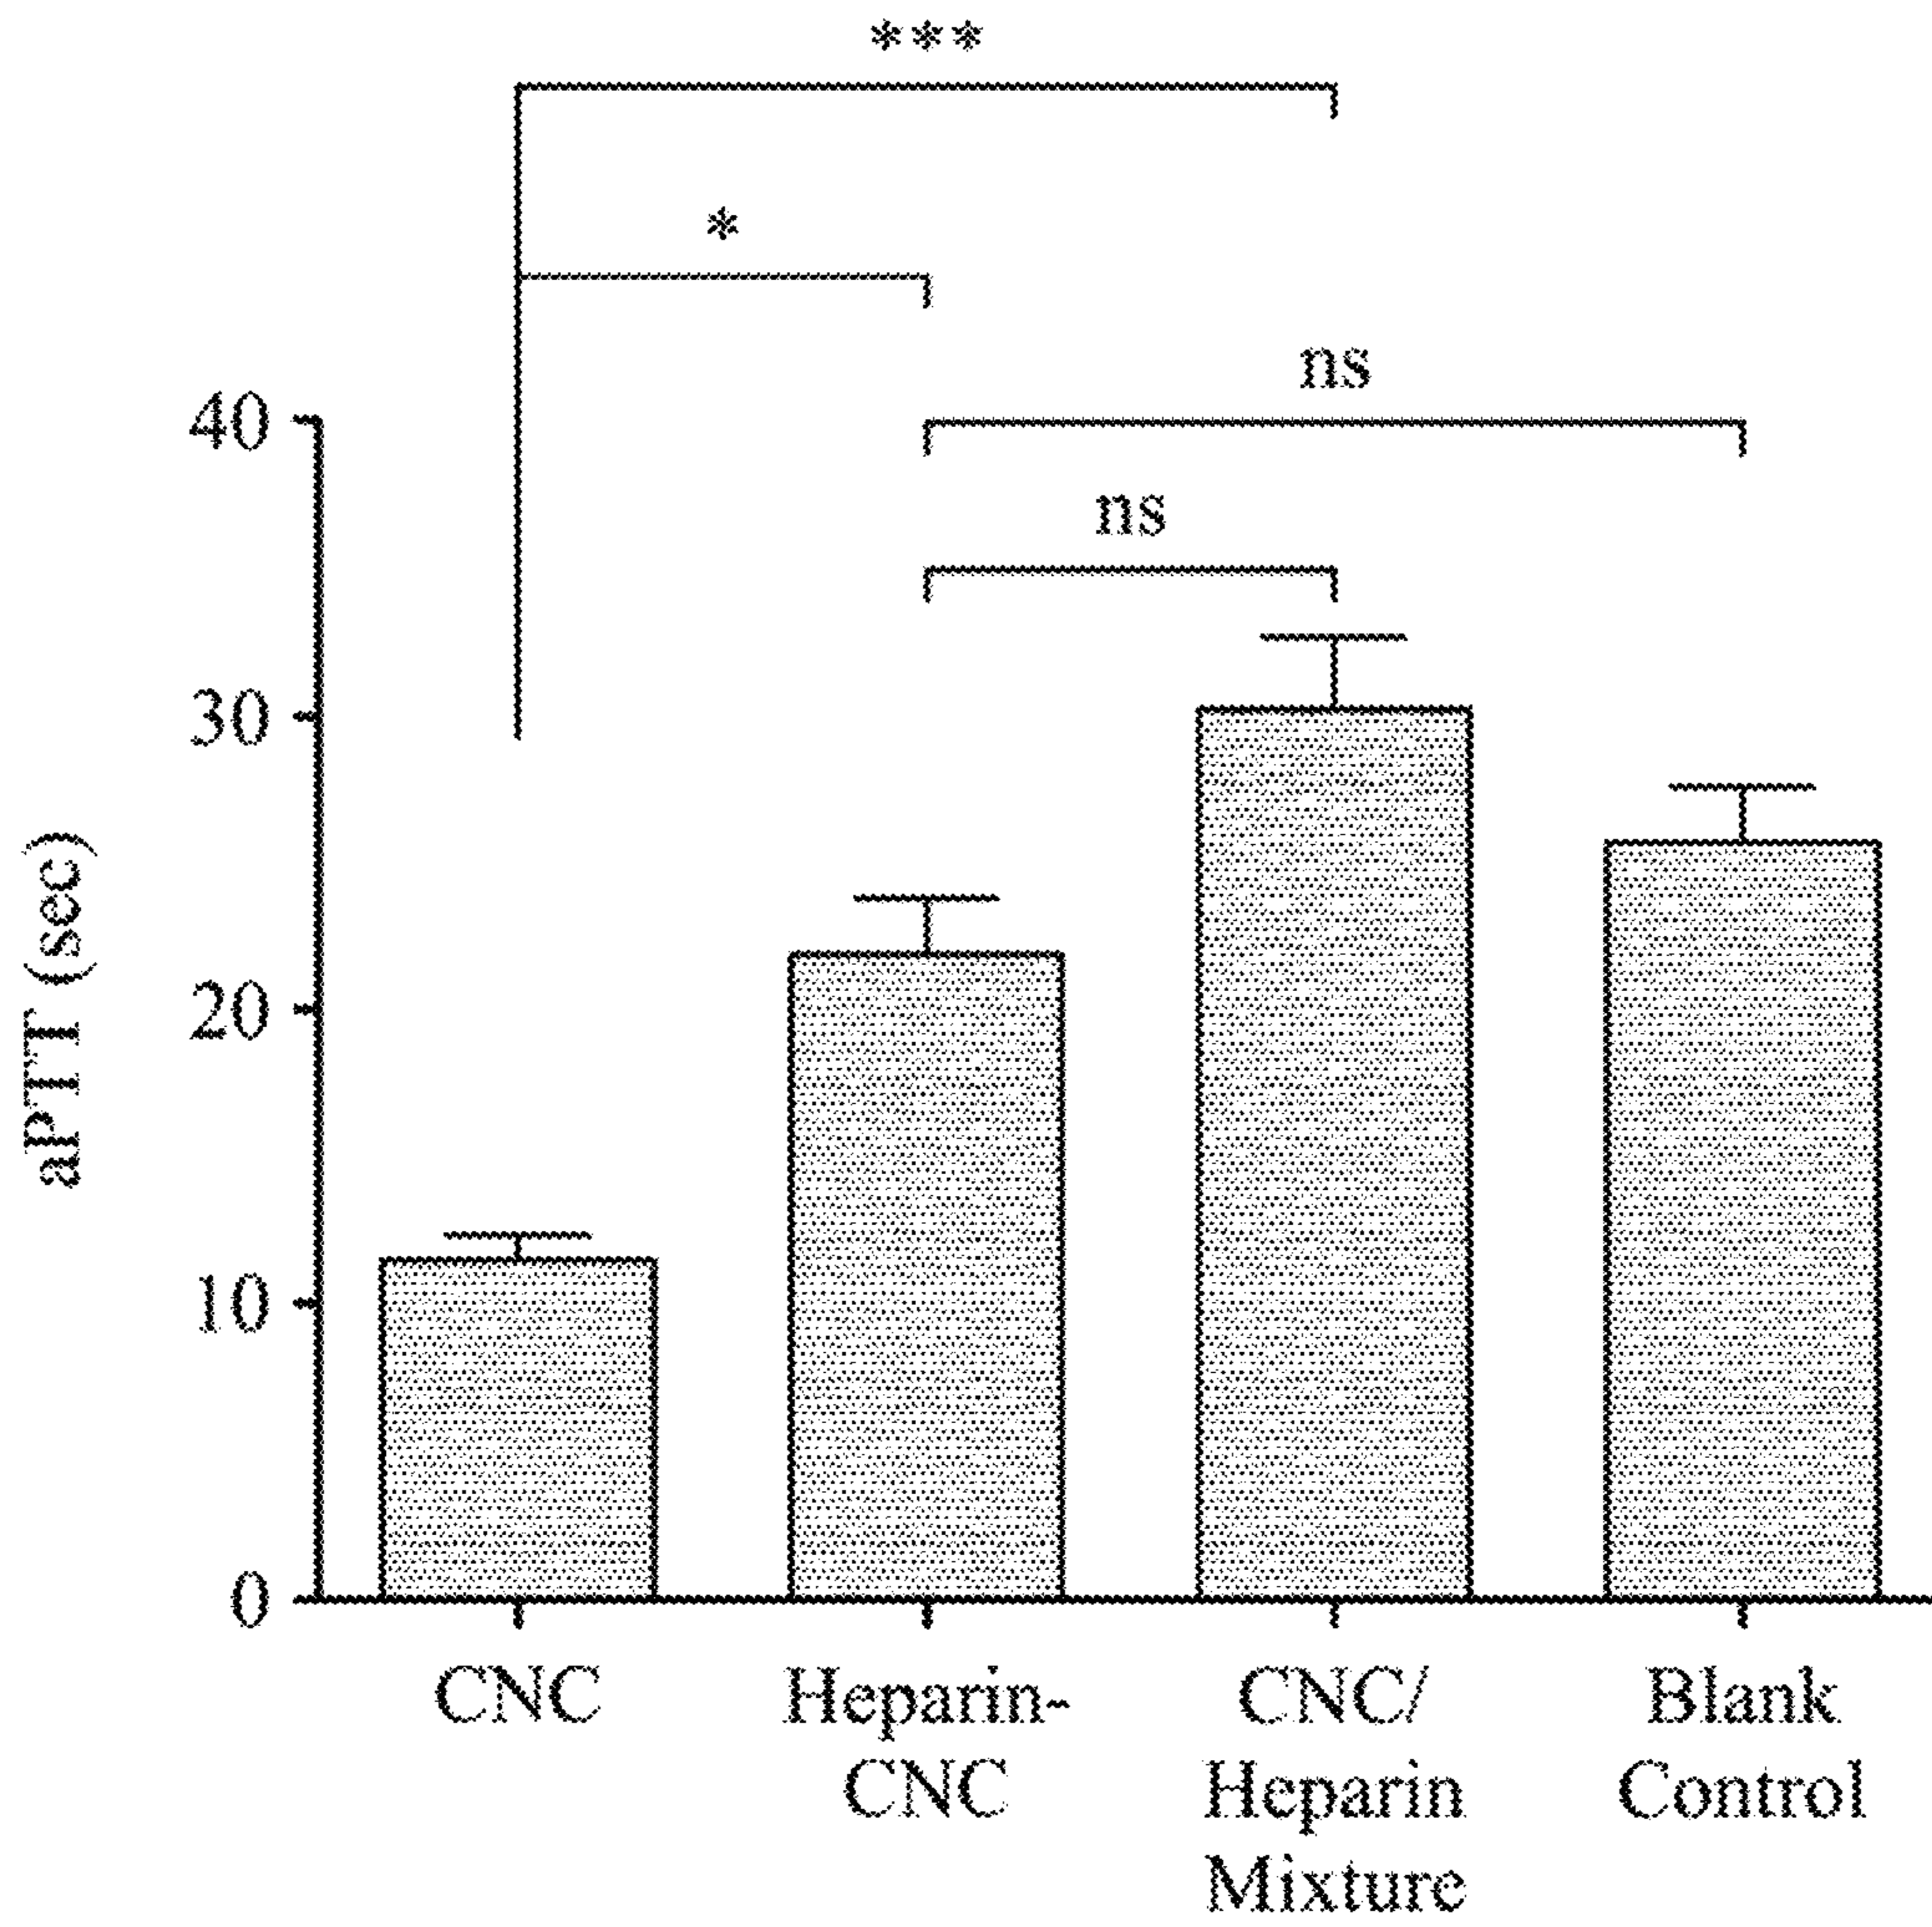 ***
*
ns
ns
40
30
20
10
0
aPTT (sec)
CNC
Heparin-
CNC
CNC/
Heparin
Mixture
Blank
Control